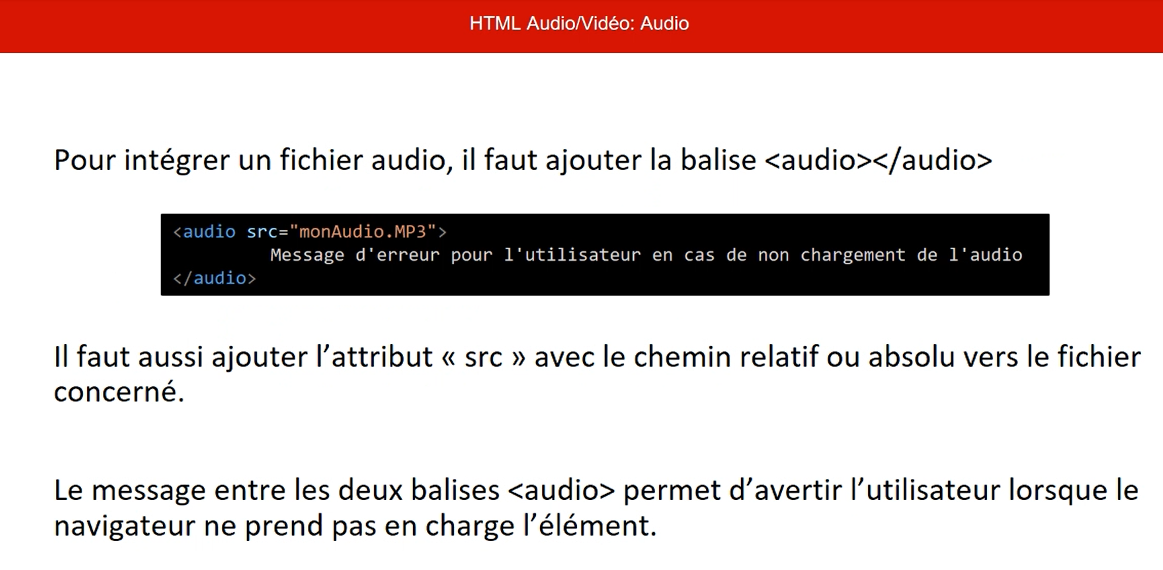 HTML Audio/Vidéo: Audio
Pour intégrer un fichier audio, il faut ajouter la balise <audio></audio>
<audio src="monAudio.MP3">
Message d'erreur pour l'utilisateur en cas de non chargement de l'audio
</audio>
Il faut aussi ajouter l’attribut « src » avec le chemin relatif ou absolu vers le fichier
concerné.
Le message entre les deux balises <audio> permet d’avertir l’utilisateur lorsque le
navigateur ne prend pas en charge l’élément.